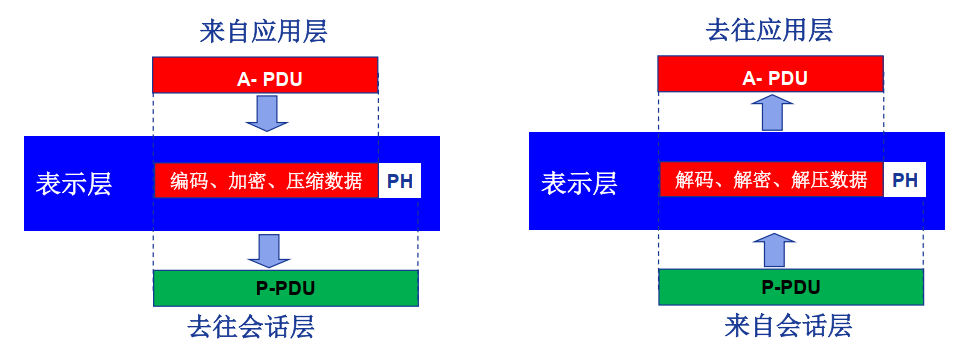 来自应用层
A- PDU
表示层
编码、加密、压缩数据
PH
P-PDU
去往会话层
去往应用层
A- PDU
表示层
解码、解密、解压数据
PH
P-PDU
来自会话层